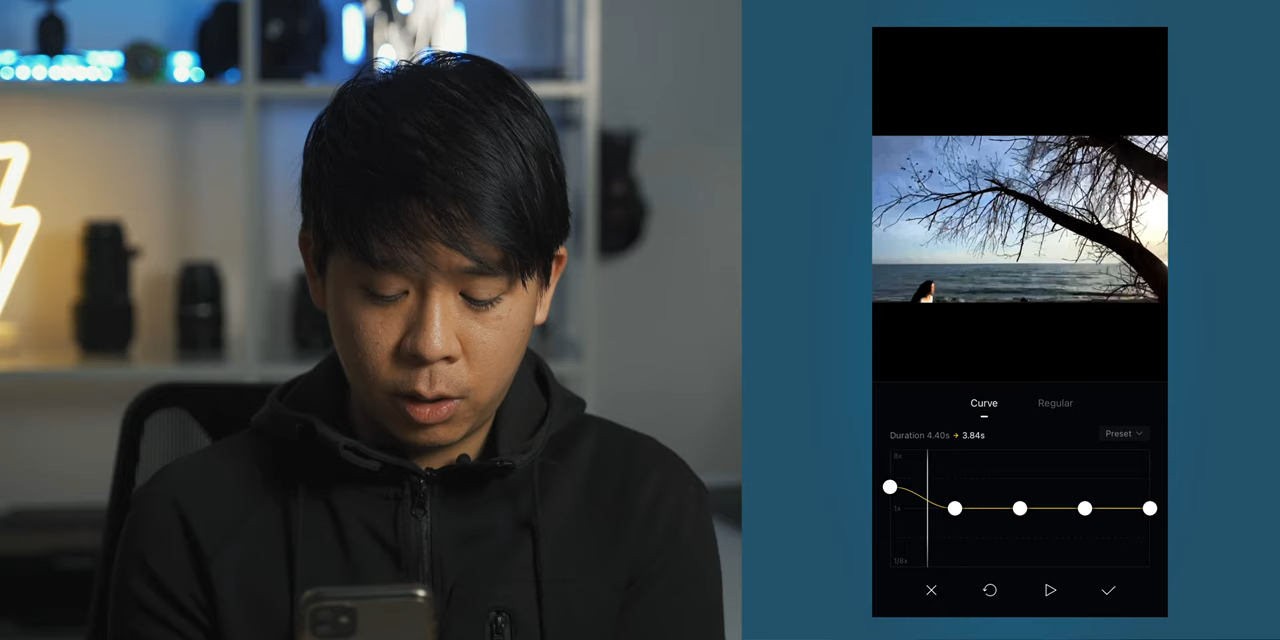 Curve Regular
Duration 4.40s → 3.84s Preset
8x
1x
1/8x